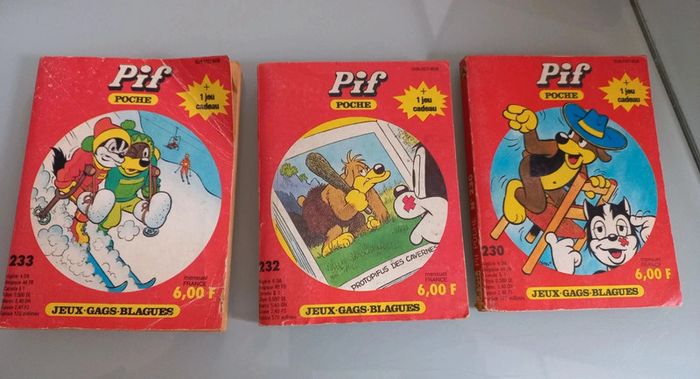 Pif
POCHE
+
1 jeu
cadeau
233
mensuel
FRANCE
6,00 F
JEUX•GAGS•BLAGUES
Pif
POCHE
+
1 jeu
cadeau
PROTOPIFUS DES CAVERNES
232
mensuel
FRANCE
6,00 F
JEUX•GAGS•BLAGUES
Pif
POCHE
+
1 jeu
cadeau
230
mensuel
FRANCE
6,00 F
JEUX•GAGS•BLAGUES